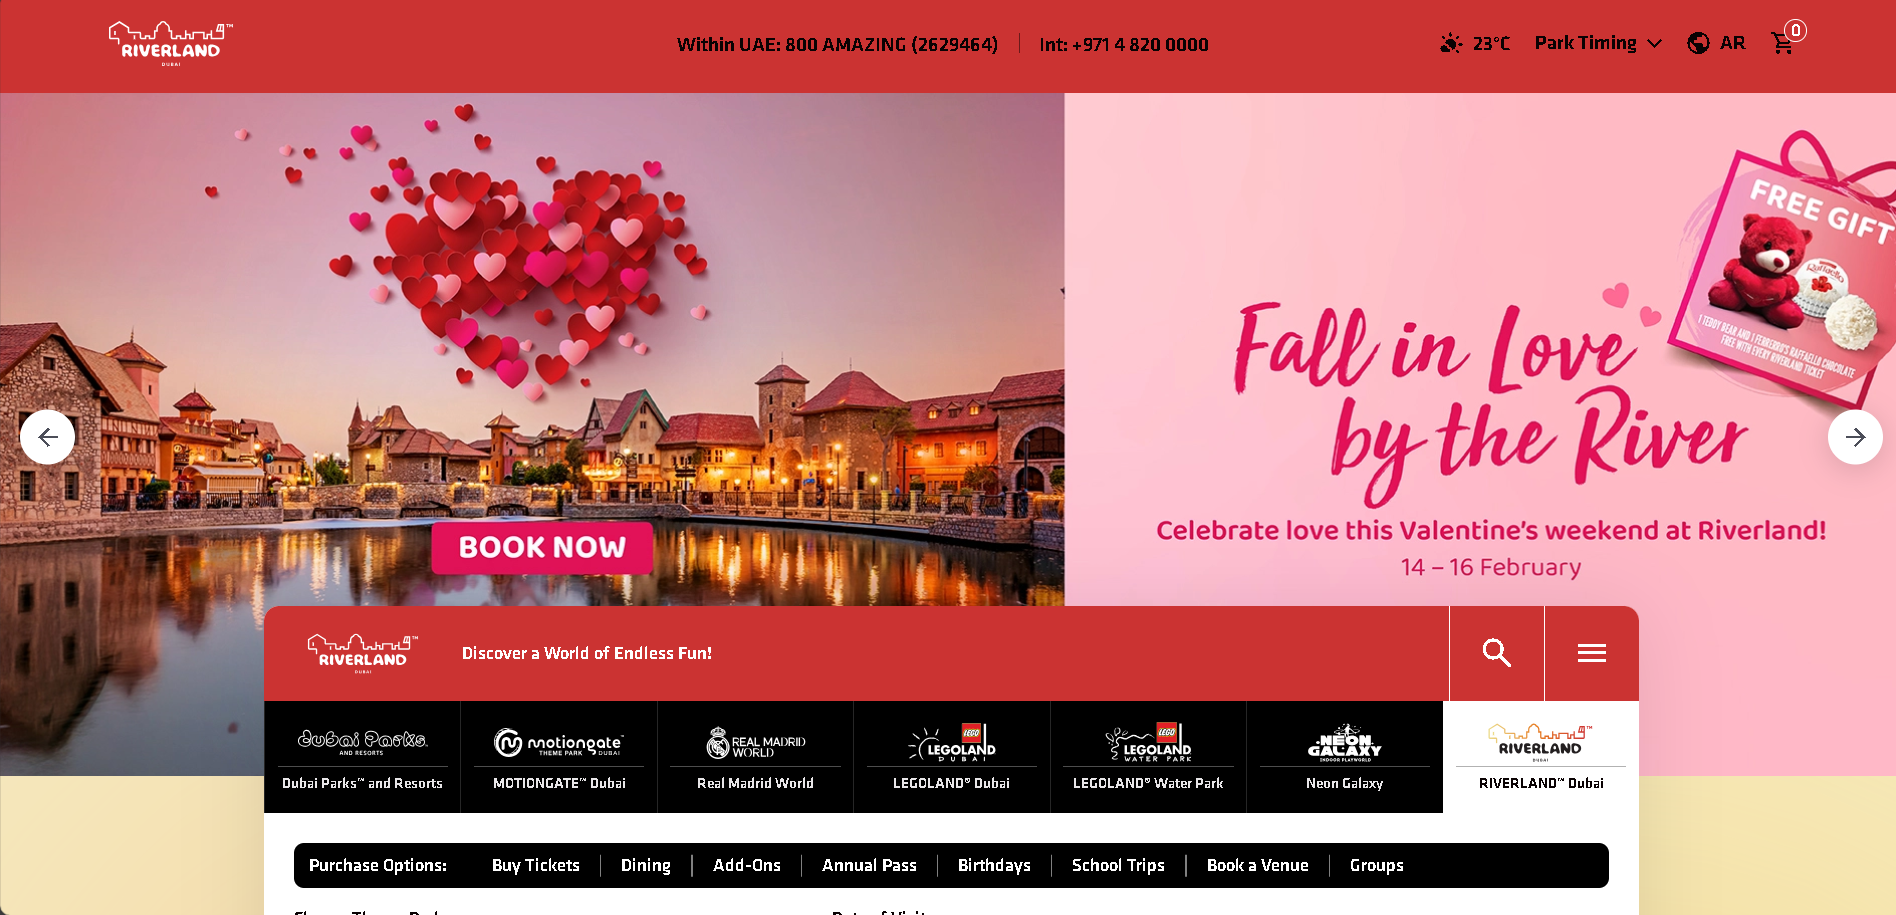 RIVERLAND™
DUBAI
Within UAE: 800 AMAZING (2629464)
Int: +971 4 820 0000
23°C
Park Timing
AR
0
FREE GIFT
Raffaello
1 TEDDY BEAR AND 1 FERRERRO'S RAFFAELLO CHOCOLATE
FREE WITH EVERY RIVERLAND TICKET
Fall in Love
by the River
Celebrate love this Valentine's weekend at Riverland!
14 – 16 February
BOOK NOW
RIVERLAND™
DUBAI
Discover a World of Endless Fun!
dubai Parks™
AND RESORTS
Dubai Parks™ and Resorts
motiongate™
THEME PARK DUBAI
MOTIONGATE™ Dubai
REAL MADRID
WORLD
Real Madrid World
LEGO
LEGOLAND
DUBAI
LEGOLAND® Dubai
LEGO
LEGOLAND
WATER PARK
LEGOLAND® Water Park
NEON
GALAXY
INDOOR PLAYWORLD
Neon Galaxy
RIVERLAND™
DUBAI
RIVERLAND™ Dubai
Purchase Options:
Buy Tickets
Dining
Add-Ons
Annual Pass
Birthdays
School Trips
Book a Venue
Groups